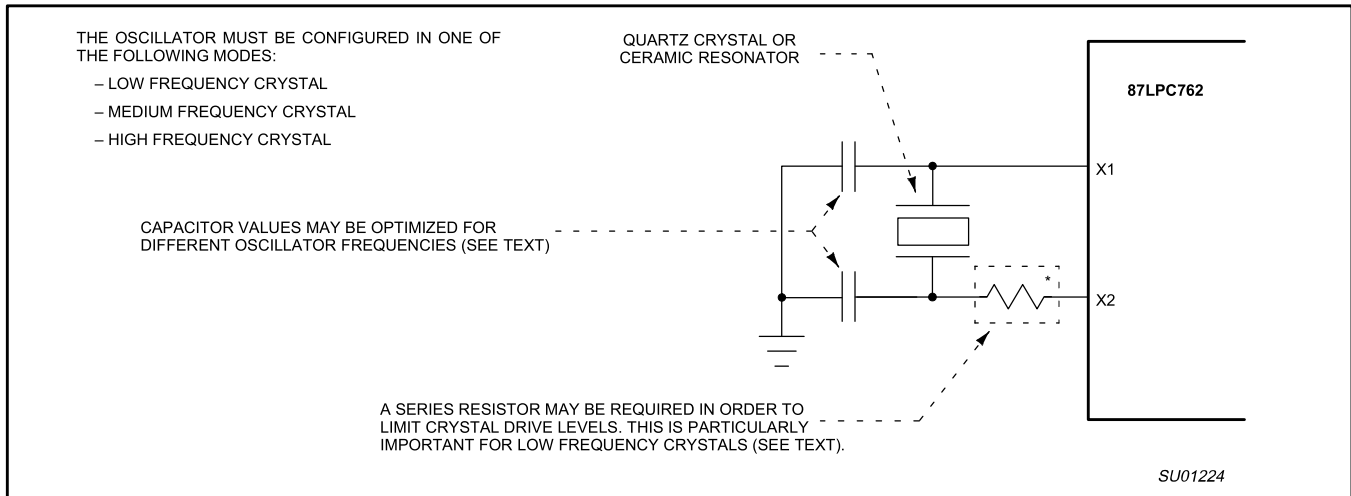 THE OSCILLATOR MUST BE CONFIGURED IN ONE OF
THE FOLLOWING MODES:
– LOW FREQUENCY CRYSTAL
– MEDIUM FREQUENCY CRYSTAL
– HIGH FREQUENCY CRYSTAL
QUARTZ CRYSTAL OR
CERAMIC RESONATOR
87LPC762
X1
CAPACITOR VALUES MAY BE OPTIMIZED FOR
DIFFERENT OSCILLATOR FREQUENCIES (SEE TEXT)
*
X2
A SERIES RESISTOR MAY BE REQUIRED IN ORDER TO
LIMIT CRYSTAL DRIVE LEVELS. THIS IS PARTICULARLY
IMPORTANT FOR LOW FREQUENCY CRYSTALS (SEE TEXT).
SU01224